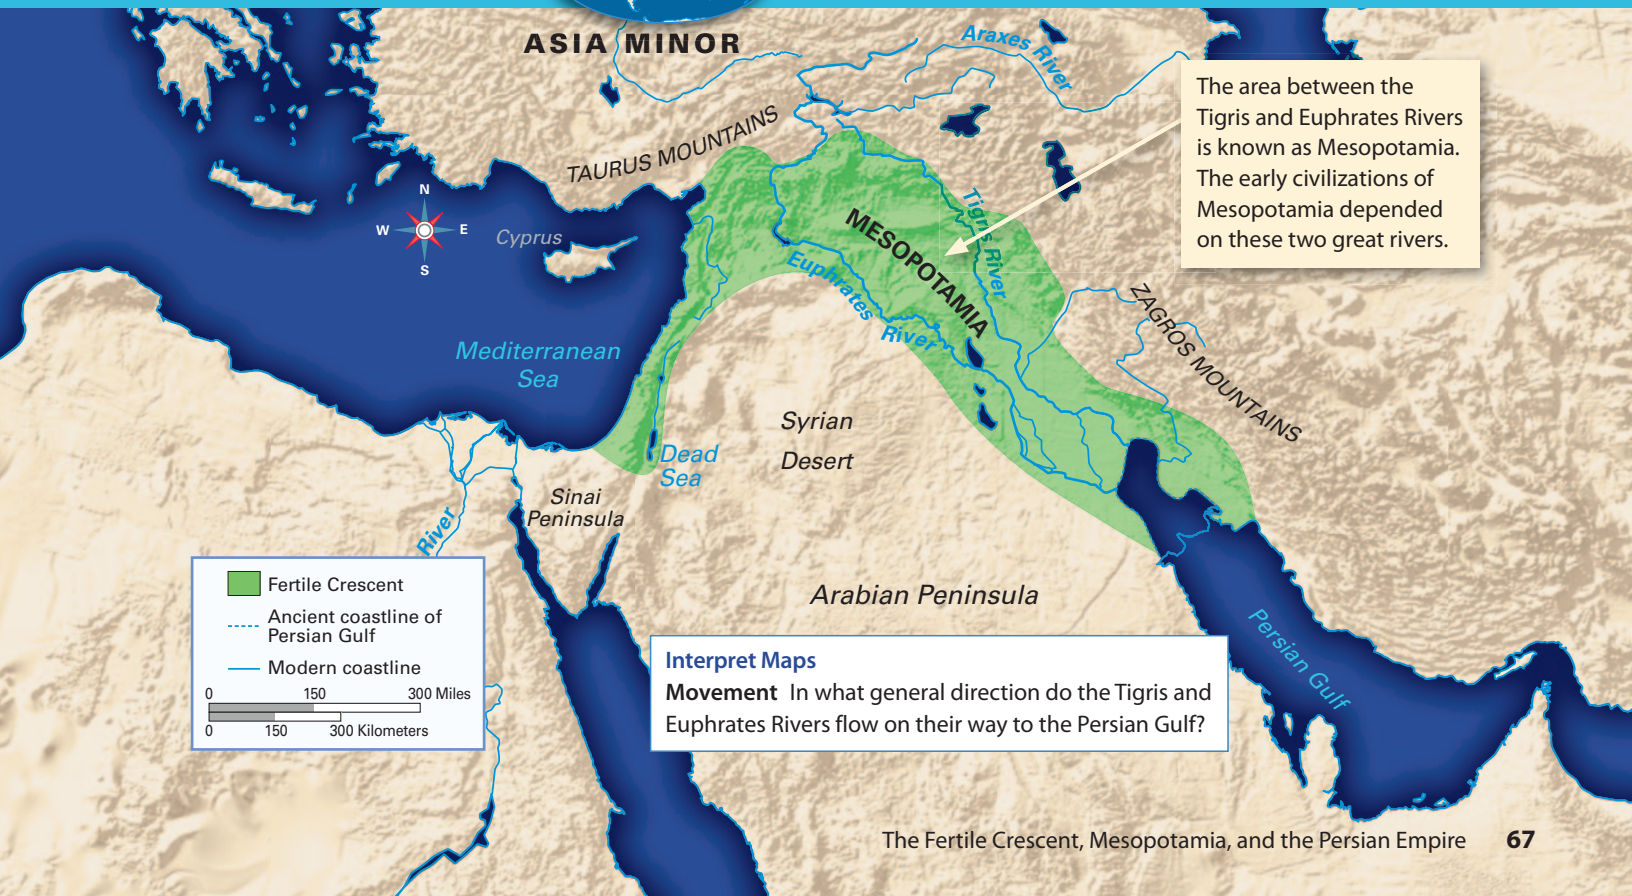 ASIA MINOR
Araxes River
The area between the
Tigris and Euphrates Rivers
is known as Mesopotamia.
The early civilizations of
Mesopotamia depended
on these two great rivers.
TAURUS MOUNTAINS
N
W E
S
Cyprus
Tigris River
MESOPOTAMIA
Euphrates River
ZAGROS MOUNTAINS
Mediterranean
Sea
Syrian
Desert
Dead
Sea
Sinai
Peninsula
River
Arabian Peninsula
Persian Gulf
Fertile Crescent
Ancient coastline of
Persian Gulf
Modern coastline
0 150 300 Miles
0 150 300 Kilometers
Interpret Maps
Movement In what general direction do the Tigris and
Euphrates Rivers flow on their way to the Persian Gulf?
The Fertile Crescent, Mesopotamia, and the Persian Empire 67